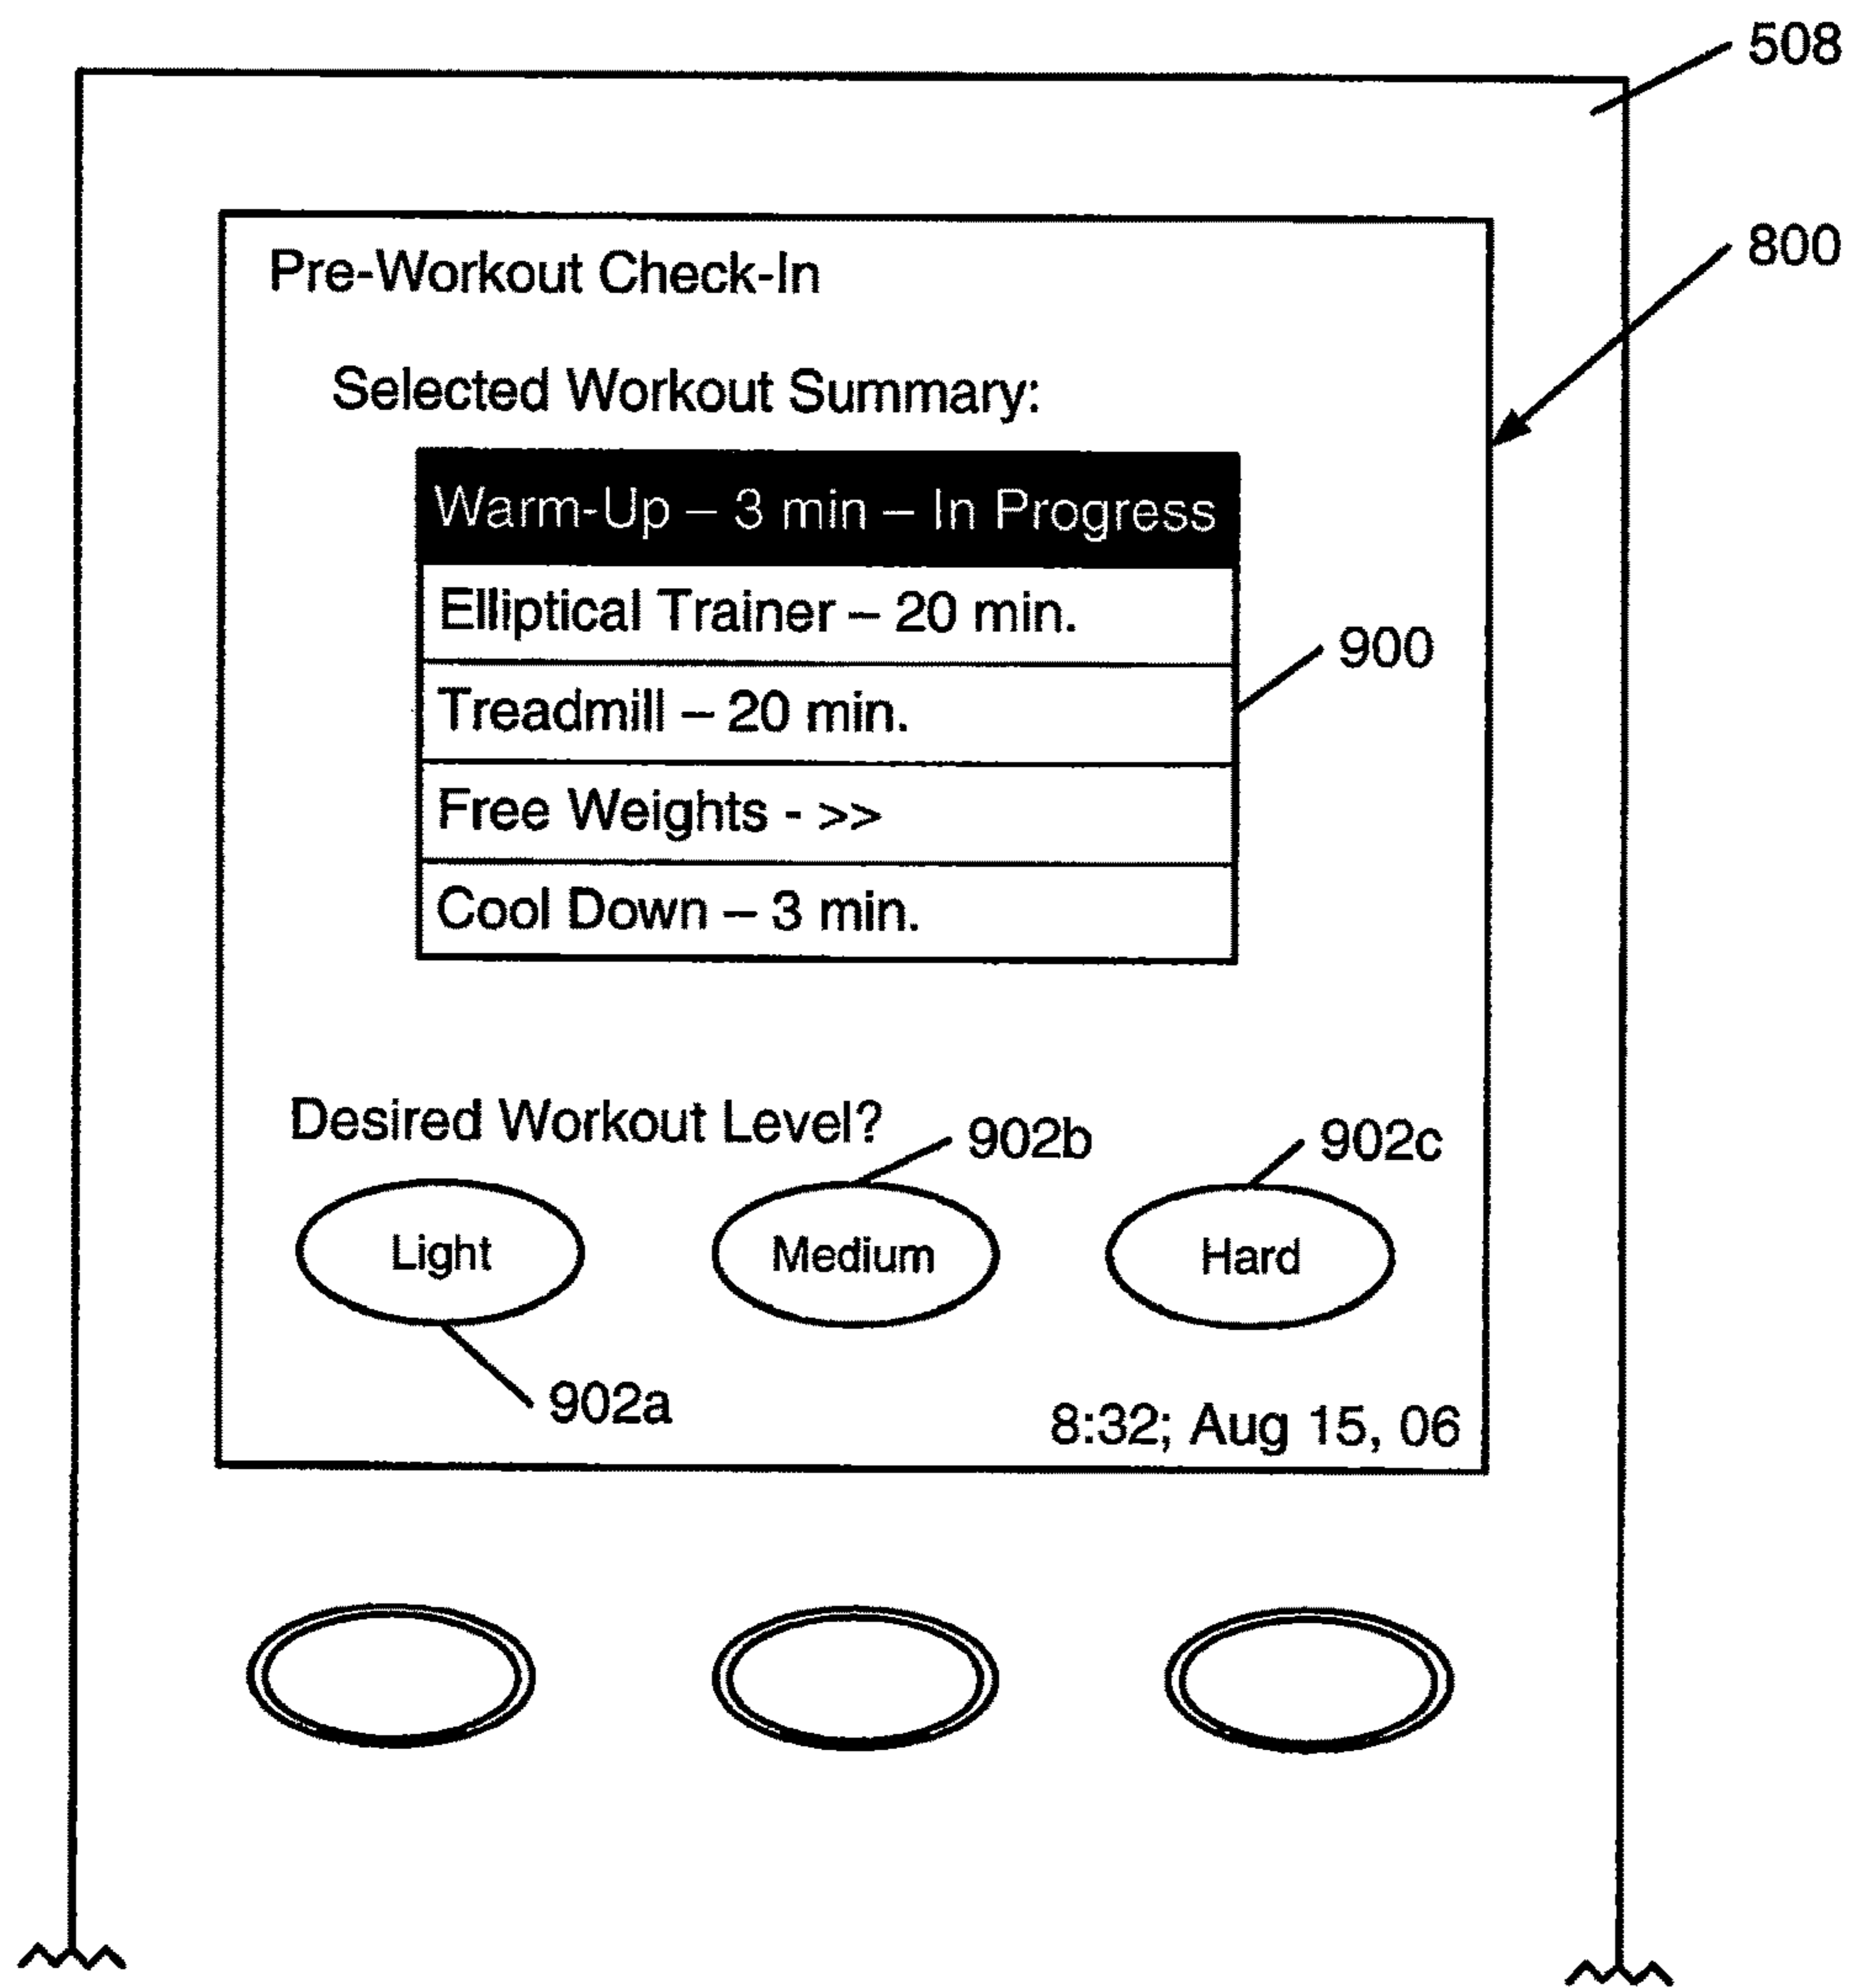 508
800
Pre-Workout Check-In
Selected Workout Summary:
Warm-Up – 3 min – In Progress
Elliptical Trainer – 20 min.
900
Treadmill – 20 min.
Free Weights - >>
Cool Down – 3 min.
Desired Workout Level?
902b
902c
Light
Medium
Hard
902a
8:32; Aug 15, 06